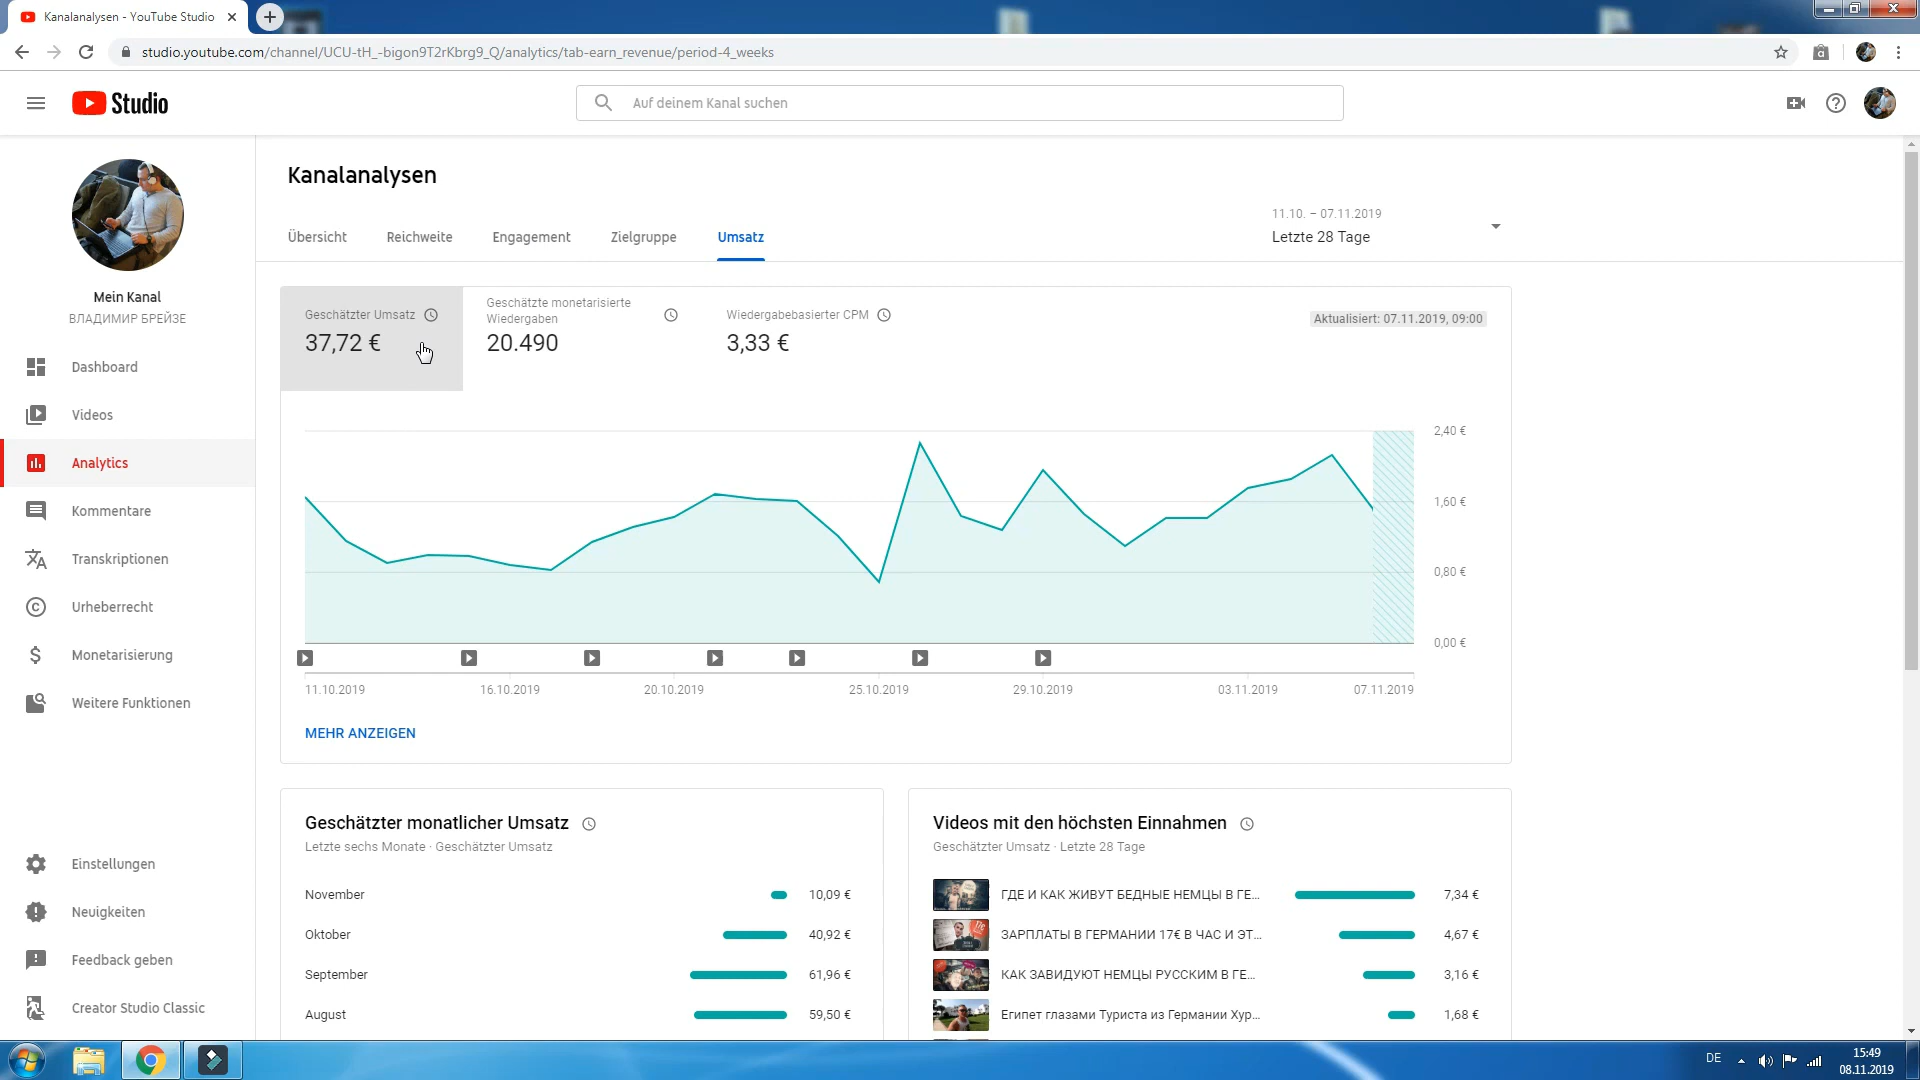 Kanalanalysen - YouTube Studio
studio.youtube.com/channel/UCU-tH_-bigon9T2rKbrg9_Q/analytics/tab-earn_revenue/period-4_weeks
Studio
Auf deinem Kanal suchen
Mein Kanal
ВЛАДИМИР БРЕЙЗЕ
Dashboard
Videos
Analytics
Kommentare
Transkriptionen
Urheberrecht
Monetarisierung
Weitere Funktionen
Einstellungen
Neuigkeiten
Feedback geben
Creator Studio Classic
Kanalanalysen
Übersicht
Reichweite
Engagement
Zielgruppe
Umsatz
11.10. – 07.11.2019
Letzte 28 Tage
Geschätzter Umsatz
37,72 €
Geschätzte monetarisierte
Wiedergaben
20.490
Wiedergabebasierter CPM
3,33 €
Aktualisiert: 07.11.2019, 09:00
2,40 €
1,60 €
0,80 €
0,00 €
11.10.2019
16.10.2019
20.10.2019
25.10.2019
29.10.2019
03.11.2019
07.11.2019
MEHR ANZEIGEN
Geschätzter monatlicher Umsatz
Letzte sechs Monate · Geschätzter Umsatz
November 10,09 €
Oktober 40,92 €
September 61,96 €
August 59,50 €
Videos mit den höchsten Einnahmen
Geschätzter Umsatz · Letzte 28 Tage
ГДЕ И КАК ЖИВУТ БЕДНЫЕ НЕМЦЫ В ГЕ... 7,34 €
ЗАРПЛАТЫ В ГЕРМАНИИ 17€ В ЧАС И ЭТ... 4,67 €
КАК ЗАВИДУЮТ НЕМЦЫ РУССКИМ В ГЕ... 3,16 €
Египет глазами Туриста из Германии Хур... 1,68 €
DE
15:49
08.11.2019